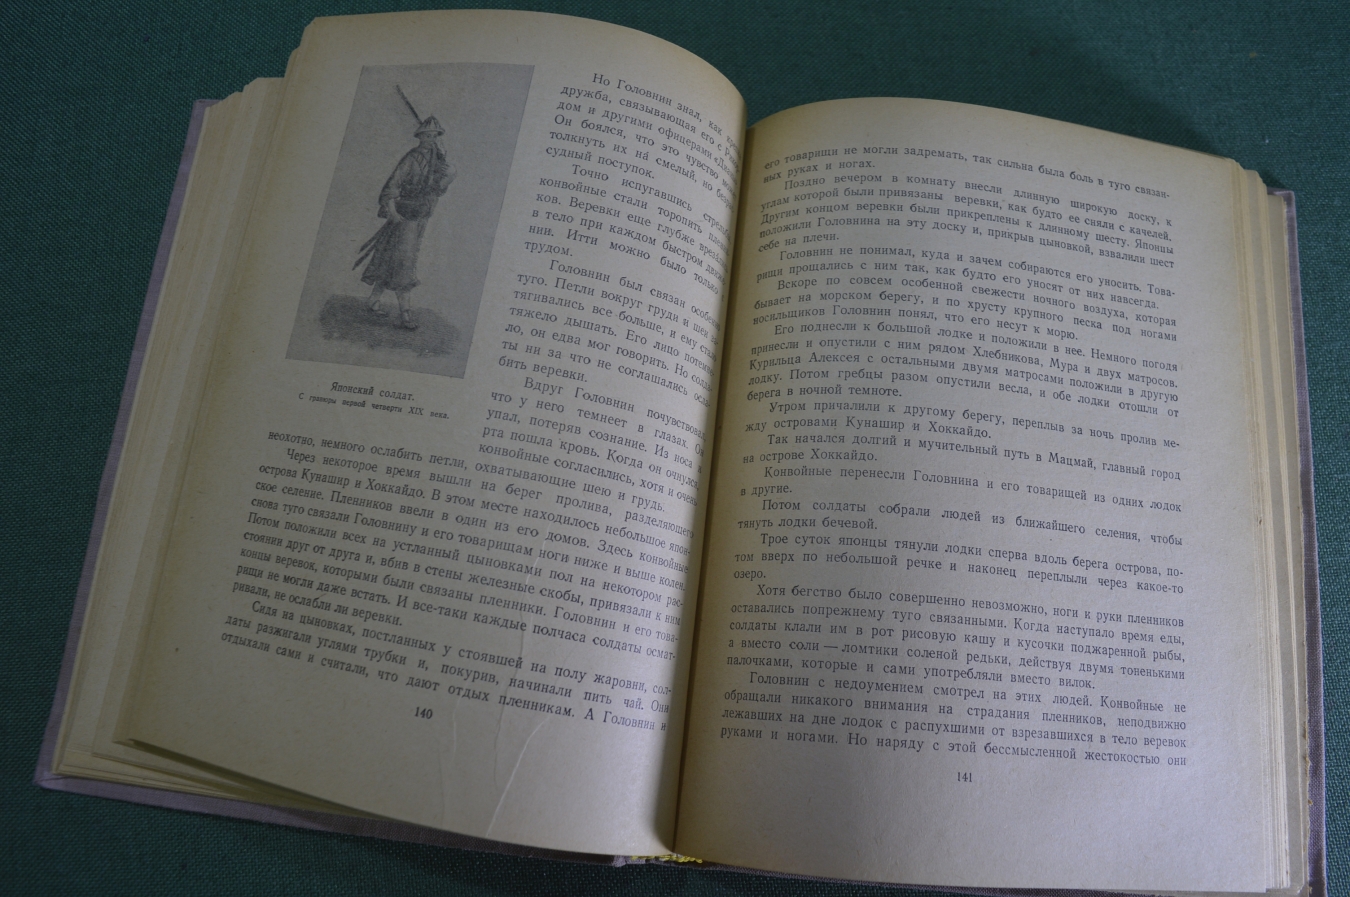 Но Головнин знал, как
дружба, связывающая его с
дом и другими офицерами
Он боялся, что это чувство
толкнуть их на смелый, но
судный поступок.
Точно испугавшись
конвойные стали торопить
ков. Веревки еще глубже
в тело при каждом быстром
нии. Итти можно было только с
трудом.
Головнин был связан
туго. Петли вокруг груди и шеи
тягивались все больше, и ему
тяжело дышать. Его лицо
ло, он едва мог говорить. Но
ты ни за что не соглашались осла-
бить веревки.
Вдруг Головнин почувствовал,
что у него темнеет в глазах. Он
упал, потеряв сознание. Из носа и
рта пошла кровь. Когда он очнулся,
конвойные согласились, хотя и очень
Японский солдат.
С гравюры первой четверти XIX века.
неохотно, немного ослабить петли, охватывающие шею и грудь.
Через некоторое время вышли на берег пролива, разделяющего
острова Кунашир и Хоккайдо. В этом месте находилось небольшое япон-
ское селение. Пленников ввели в один из его домов. Здесь конвойные
снова туго связали Головнину и его товарищам ноги ниже и выше колен.
Потом положили всех на устланный цыновками пол на некотором рас-
стоянии друг от друга и, вбив в стены железные скобы, привязали к ним
концы веревок, которыми были связаны пленники. Головнин и его това-
рищи не могли даже встать. И все-таки каждые полчаса солдаты осмат-
ривали, не ослабли ли веревки.
Сидя на цыновках, постланных у стоявшей на полу жаровни, сол-
даты разжигали углями трубки и, покурив, начинали пить чай. Они
отдыхали сами и считали, что дают отдых пленникам. А Головнин и
140
его товарищи не могли задремать, так сильна была боль в туго связан-
ных руках и ногах.
Поздно вечером в комнату внесли длинную широкую доску, к
углам которой были привязаны веревки, как будто ее сняли с качелей.
Другим концом веревки были прикреплены к длинному шесту. Японцы
положили Головнина на эту доску и, прикрыв цыновкой, взвалили шест
себе на плечи.
Головнин не понимал, куда и зачем собираются его уносить. Това-
рищи прощались с ним так, как будто его уносят от них навсегда.
Вскоре по совсем особенной свежести ночного воздуха, которая
бывает на морском берегу, и по хрусту крупного песка под ногами
носильщиков Головнин понял, что его несут к морю.
Его поднесли к большой лодке и положили в нее. Немного погодя
принесли и опустили с ним рядом Хлебникова, Мура и двух матросов.
Курильца Алексея с остальными двумя матросами положили в другую
лодку. Потом гребцы разом опустили весла, и обе лодки отошли от
берега в ночной темноте.
Утром причалили к другому берегу, переплыв за ночь пролив ме-
жду островами Кунашир и Хоккайдо.
Так начался долгий и мучительный путь в Мацмай, главный город
на острове Хоккайдо.
Конвойные перенесли Головнина и его товарищей из одних лодок
в другие.
Потом солдаты собрали людей из ближайшего селения, чтобы
тянуть лодки бечевой.
Трое суток японцы тянули лодки сперва вдоль берега острова, по-
том вверх по небольшой речке и наконец переплыли через какое-то
озеро.
Хотя бегство было совершенно невозможно, ноги и руки пленников
оставались попрежнему туго связанными. Когда наступало время еды,
солдаты клали им в рот рисовую кашу и кусочки поджаренной рыбы,
а вместо соли — ломтики соленой редьки, действуя двумя тоненькими
палочками, которые и сами употребляли вместо вилок.
Головнин с недоумением смотрел на этих людей. Конвойные не
обращали никакого внимания на страдания пленников, неподвижно
лежавших на дне лодок с распухшими от взрезавшихся в тело веревок
руками и ногами. Но наряду с этой бессмысленной жестокостью они
141